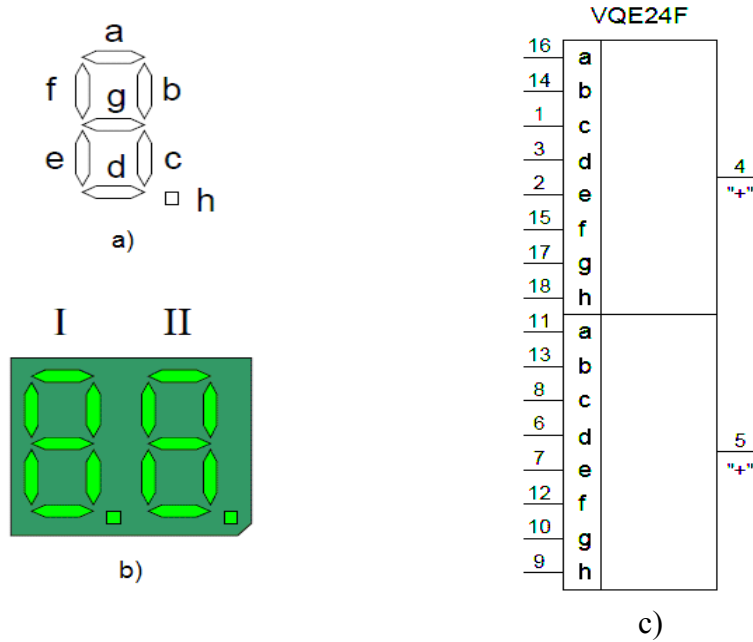 a
f g b
e d c
h
a)
I II
b)
VQE24F
16 a
14 b
1 c
3 d
2 e
15 f
17 g
18 h
4
"+"
11 a
13 b
8 c
6 d
7 e
12 f
10 g
9 h
5
"+"
c)